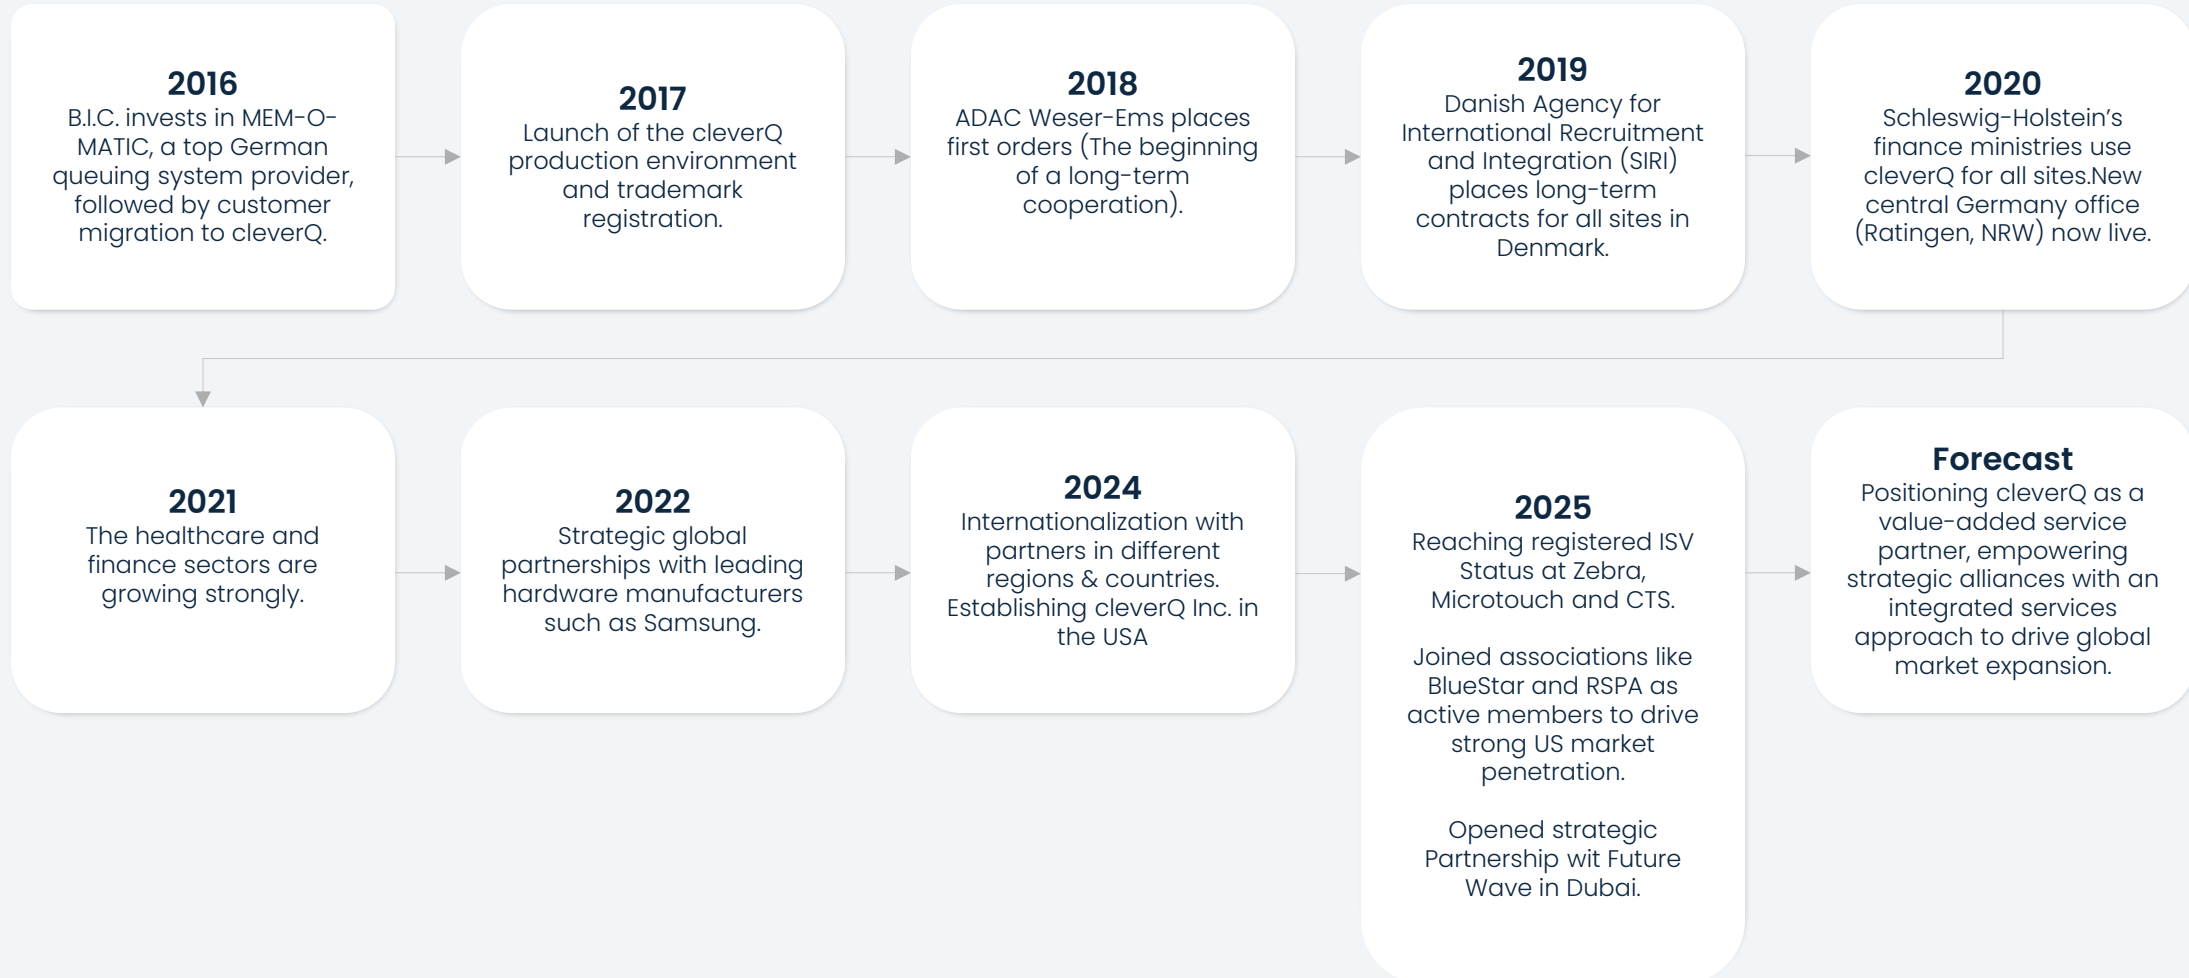 2016
B.I.C. invests in MEM-O-
MATIC, a top German
queuing system provider,
followed by customer
migration to cleverQ.
2017
Launch of the cleverQ
production environment
and trademark
registration.
2018
ADAC Weser-Ems places
first orders (The beginning
of a long-term
cooperation).
2019
Danish Agency for
International Recruitment
and Integration (SIRI)
places long-term
contracts for all sites in
Denmark.
2020
Schleswig-Holstein’s
finance ministries use
cleverQ for all sites.New
central Germany office
(Ratingen, NRW) now live.
2021
The healthcare and
finance sectors are
growing strongly.
2022
Strategic global
partnerships with leading
hardware manufacturers
such as Samsung.
2024
Internationalization with
partners in different
regions & countries.
Establishing cleverQ Inc. in
the USA
2025
Reaching registered ISV
Status at Zebra,
Microtouch and CTS.
Joined associations like
BlueStar and RSPA as
active members to drive
strong US market
penetration.
Opened strategic
Partnership wit Future
Wave in Dubai.
Forecast
Positioning cleverQ as a
value-added service
partner, empowering
strategic alliances with an
integrated services
approach to drive global
market expansion.